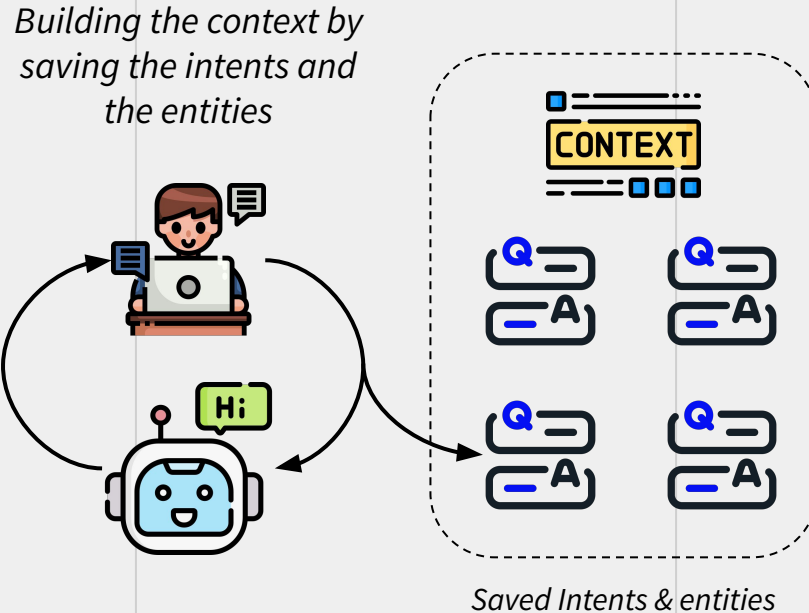 Building the context by
saving the intents and
the entities
CONTEXT
Q
A
Q
A
Hi
Q
A
Q
A
Saved Intents & entities